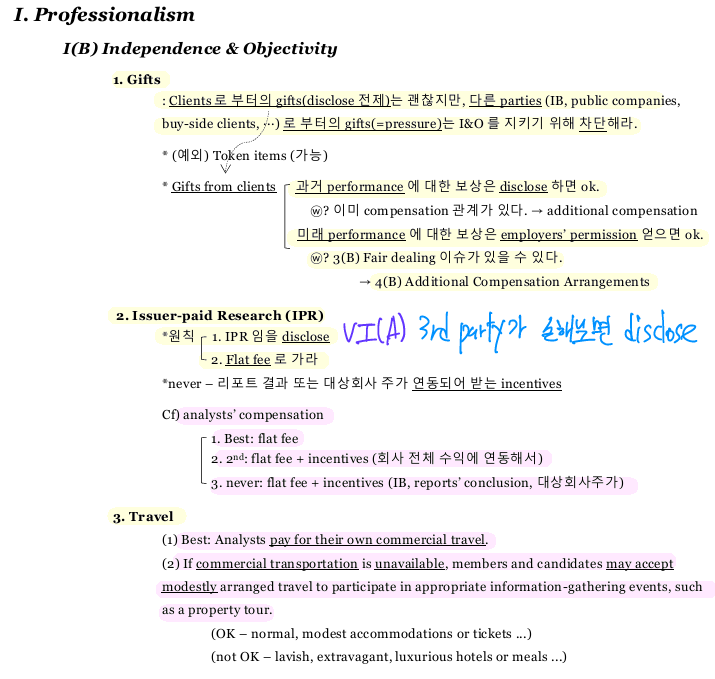 I. Professionalism
I(B) Independence & Objectivity
1. Gifts
: Clients 로 부터의 gifts(disclose 전제)는 괜찮지만, 다른 parties (IB, public companies,
buy-side clients, …) 로 부터의 gifts(=pressure)는 I&O 를 지키기 위해 차단해라.
* (예외) Token items (가능)
* Gifts from clients 과거 performance 에 대한 보상은 disclose 하면 ok.
ⓦ? 이미 compensation 관계가 있다. → additional compensation
미래 performance 에 대한 보상은 employers' permission 얻으면 ok.
ⓦ? 3(B) Fair dealing 이슈가 있을 수 있다.
→ 4(B) Additional Compensation Arrangements
2. Issuer-paid Research (IPR)
*원칙 1. IPR 임을 disclose VI(A) 3rd party가 손해보면 disclose
2. Flat fee 로 가라
*never – 리포트 결과 또는 대상회사 주가 연동되어 받는 incentives
Cf) analysts' compensation
1. Best: flat fee
2. 2nd: flat fee + incentives (회사 전체 수익에 연동해서)
3. never: flat fee + incentives (IB, reports' conclusion, 대상회사주가)
3. Travel
(1) Best: Analysts pay for their own commercial travel.
(2) If commercial transportation is unavailable, members and candidates may accept
modestly arranged travel to participate in appropriate information-gathering events, such
as a property tour.
(OK – normal, modest accommodations or tickets ...)
(not OK – lavish, extravagant, luxurious hotels or meals ...)